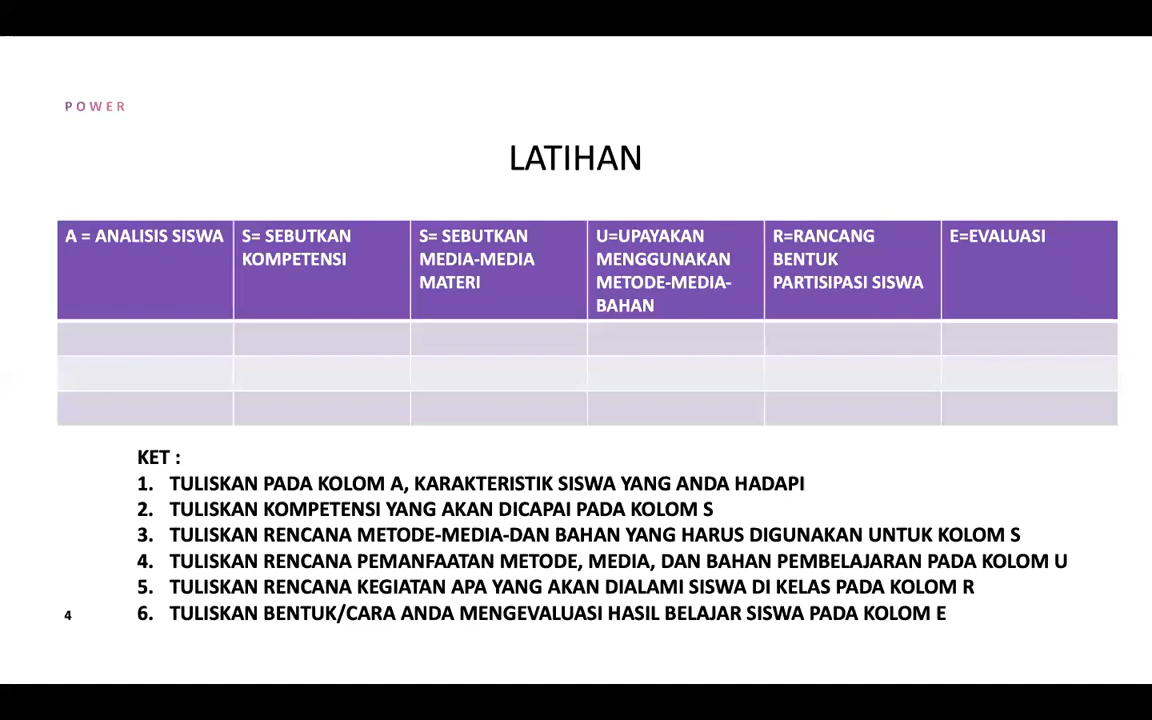 POWER
LATIHAN
A = ANALISIS SISWA
S= SEBUTKAN
KOMPETENSI
S= SEBUTKAN
MEDIA-MEDIA
MATERI
U=UPAYAKAN
MENGGUNAKAN
METODE-MEDIA-
BAHAN
R=RANCANG
BENTUK
PARTISIPASI SISWA
E=EVALUASI
KET :
1. TULISKAN PADA KOLOM A, KARAKTERISTIK SISWA YANG ANDA HADAPI
2. TULISKAN KOMPETENSI YANG AKAN DICAPAI PADA KOLOM S
3. TULISKAN RENCANA METODE-MEDIA-DAN BAHAN YANG HARUS DIGUNAKAN UNTUK KOLOM S
4. TULISKAN RENCANA PEMANFAATAN METODE, MEDIA, DAN BAHAN PEMBELAJARAN PADA KOLOM U
5. TULISKAN RENCANA KEGIATAN APA YANG AKAN DIALAMI SISWA DI KELAS PADA KOLOM R
6. TULISKAN BENTUK/CARA ANDA MENGEVALUASI HASIL BELAJAR SISWA PADA KOLOM E
4